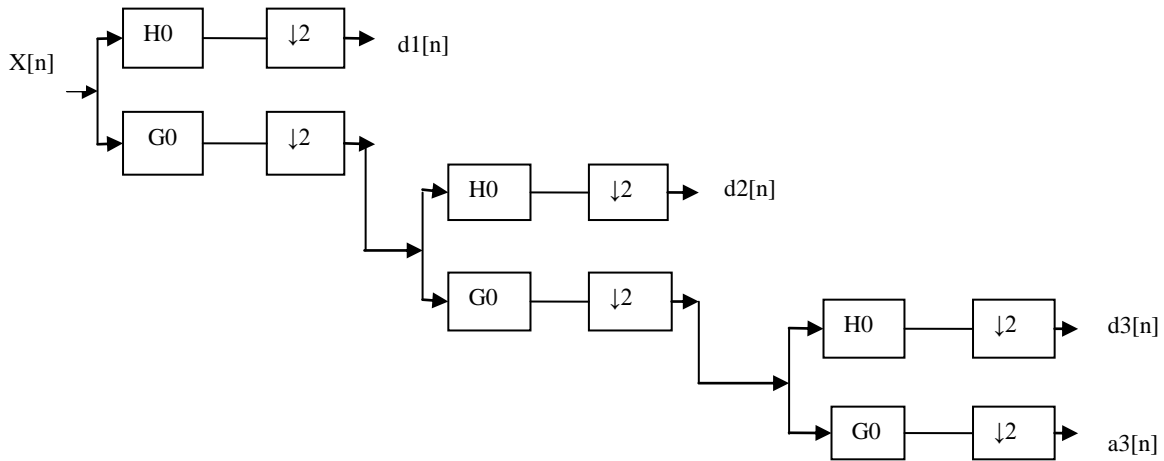 H0 ↓2 d1[n]
X[n]
G0 ↓2
H0 ↓2 d2[n]
G0 ↓2
H0 ↓2 d3[n]
G0 ↓2 a3[n]